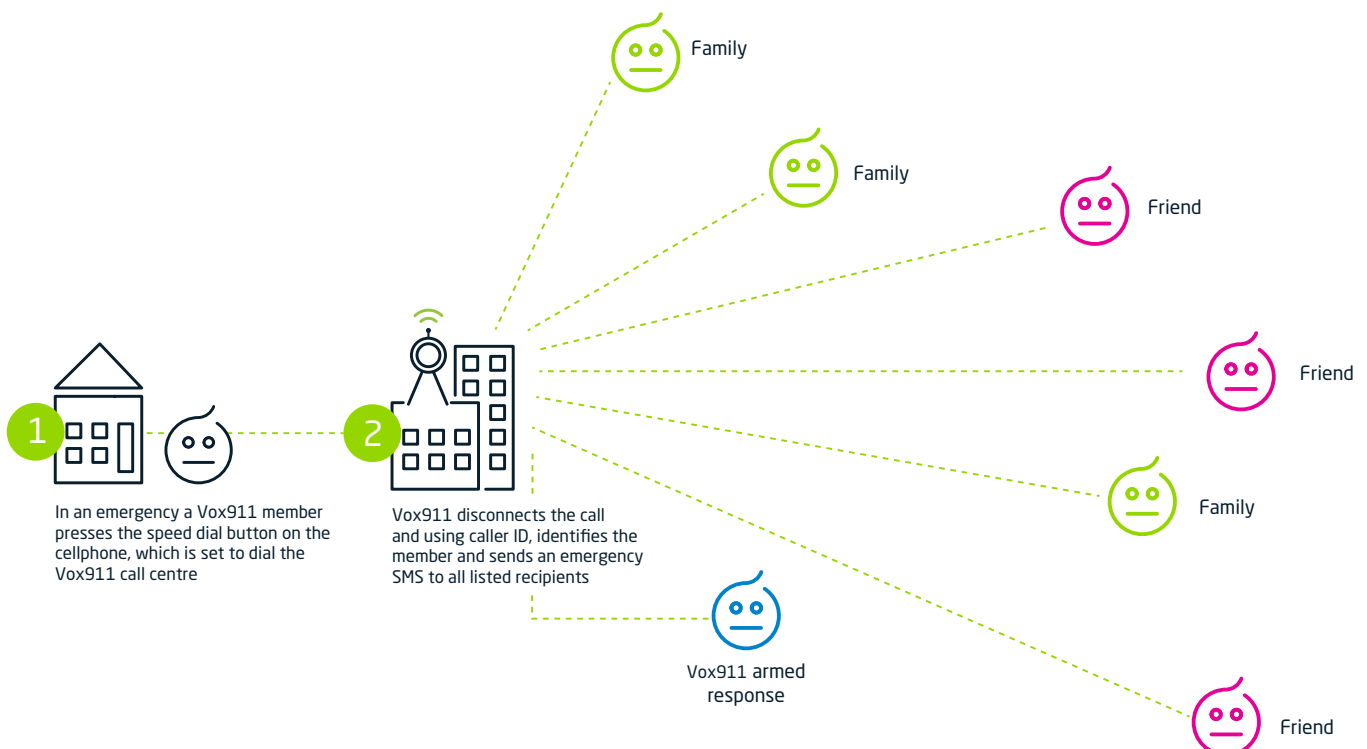 Family
Family
Friend
Friend
1
2
Family
In an emergency a Vox911 member
presses the speed dial button on the
cellphone, which is set to dial the
Vox911 call centre
Vox911 disconnects the call
and using caller ID, identifies the
member and sends an emergency
SMS to all listed recipients
Vox911 armed
response
Friend